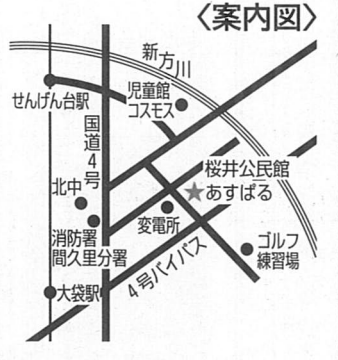 〈案内図〉
新方川
せんげん台駅
児童館
コスモス
国道4号
北中
桜井公民館
あすぱる
消防署
間久里分署
変電所
ゴルフ
練習場
4号バイパス
大袋駅